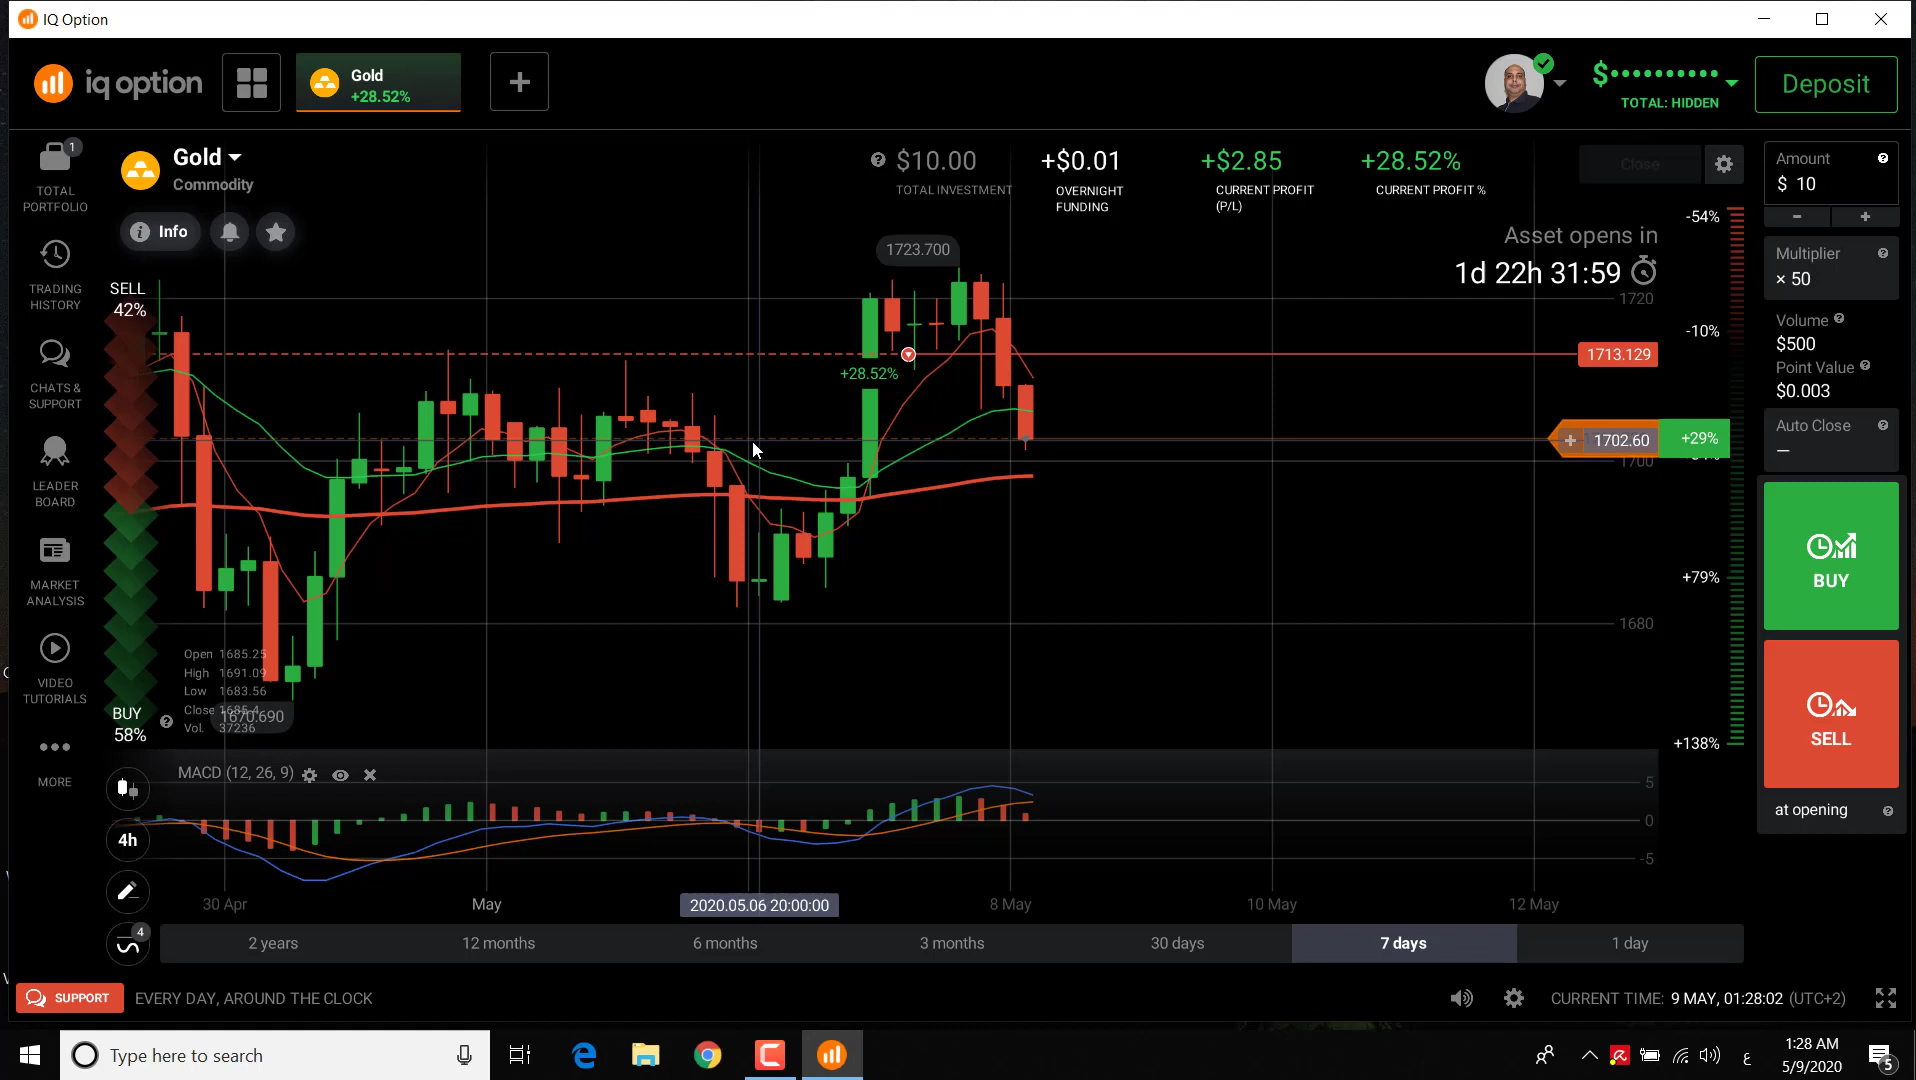 IQ Option
iq option
Gold
+28.52%
+
$••••••••••
TOTAL: HIDDEN
Deposit
1
TOTAL
PORTFOLIO
TRADING
HISTORY
CHATS &
SUPPORT
LEADER
BOARD
MARKET
ANALYSIS
VIDEO
TUTORIALS
MORE
Gold
Commodity
Info
$10.00
TOTAL INVESTMENT
+$0.01
OVERNIGHT
FUNDING
+$2.85
CURRENT PROFIT
(P/L)
+28.52%
CURRENT PROFIT %
Close
Asset opens in
1d 22h 31:59
SELL
42%
1723.700
+28.52%
1720
1713.129
1702.60
+29%
1700
1680
-54%
-10%
+79%
+138%
Open 1685.25
High 1691.09
Low 1683.56
Close 1685.4
Vol. 37236
1670.690
BUY
58%
MACD (12, 26, 9)
5
0
-5
4h
4
30 Apr
May
2020.05.06 20:00:00
8 May
10 May
12 May
2 years
12 months
6 months
3 months
30 days
7 days
1 day
Amount
$ 10
-
+
Multiplier
× 50
Volume
$500
Point Value
$0.003
Auto Close
—
BUY
SELL
at opening
SUPPORT
EVERY DAY, AROUND THE CLOCK
CURRENT TIME: 9 MAY, 01:28:02 (UTC+2)
Type here to search
ع
1:28 AM
5/9/2020
5